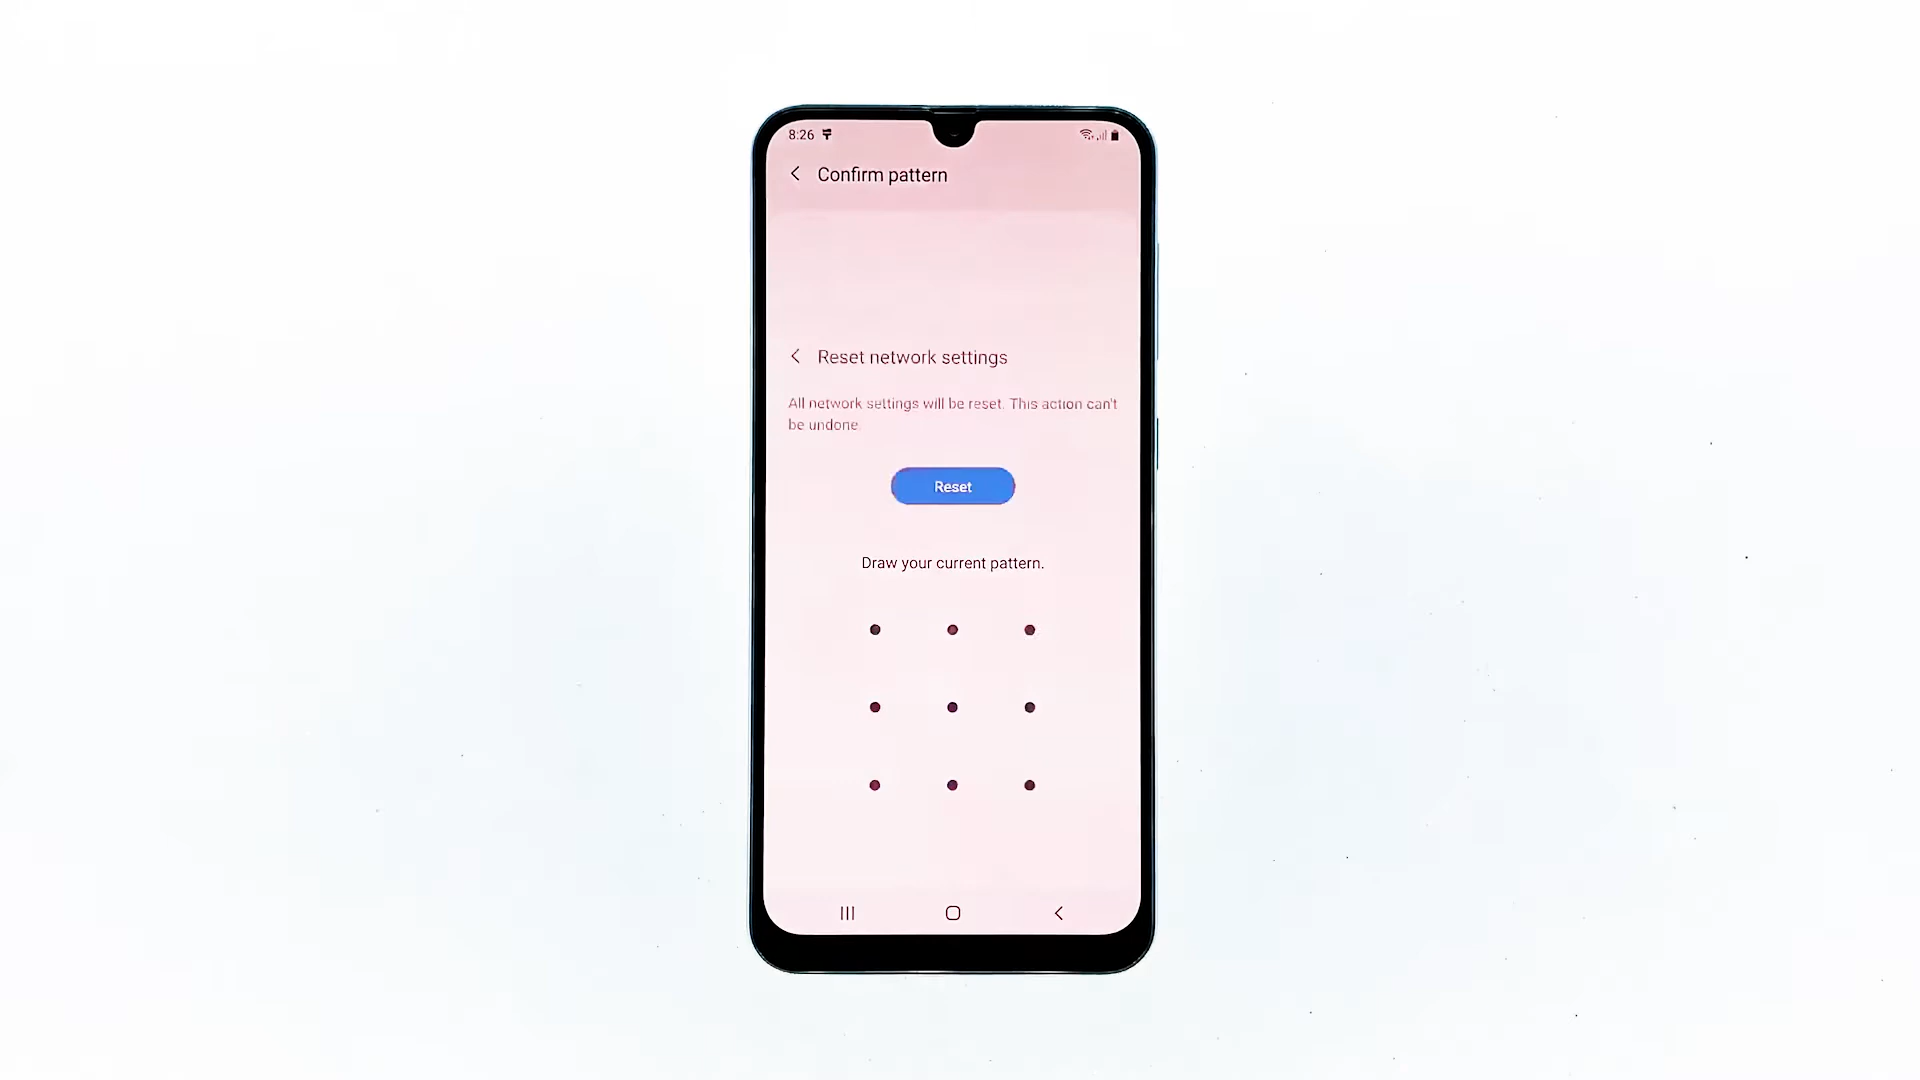 8:26
Confirm pattern
Reset network settings
All network settings will be reset. This action can't
be undone.
Reset
Draw your current pattern.